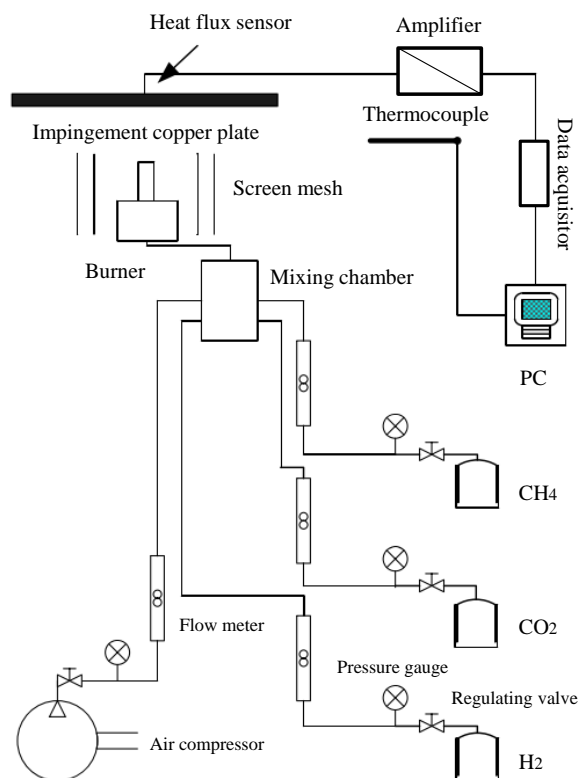 Heat flux sensor
Amplifier
Thermocouple
Impingement copper plate
Data acquisitor
Screen mesh
Burner
Mixing chamber
PC
CH4
CO2
Flow meter
Pressure gauge
Regulating valve
Air compressor
H2